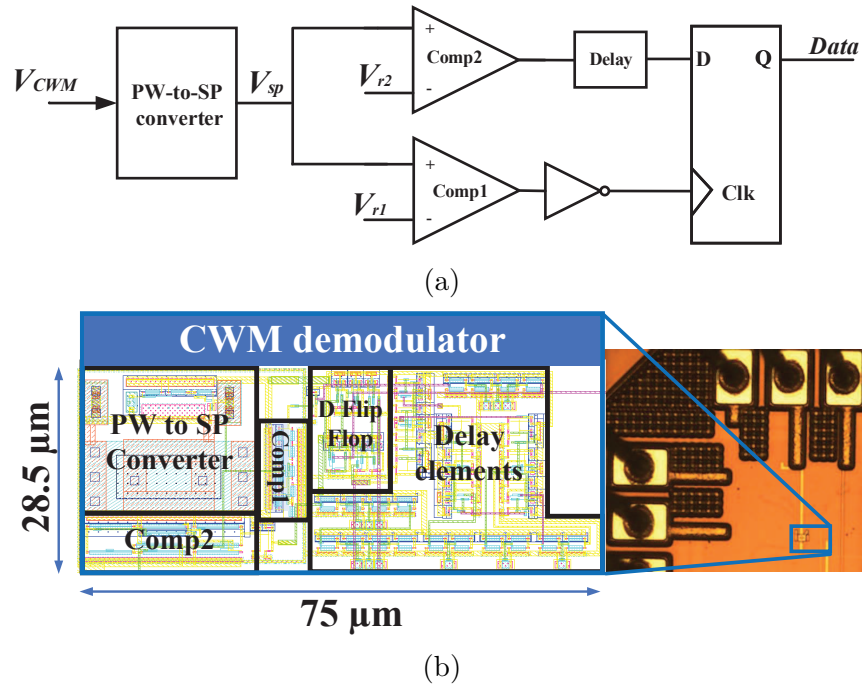 V_CWM
PW-to-SP
converter
V_sp
V_r2
+
-
Comp2
Delay
D
Q
Data
V_r1
+
-
Comp1
Clk
(a)
CWM demodulator
28.5 μm
PW to SP
Converter
Comp1
D Flip
Flop
Delay
elements
Comp2
75 μm
(b)